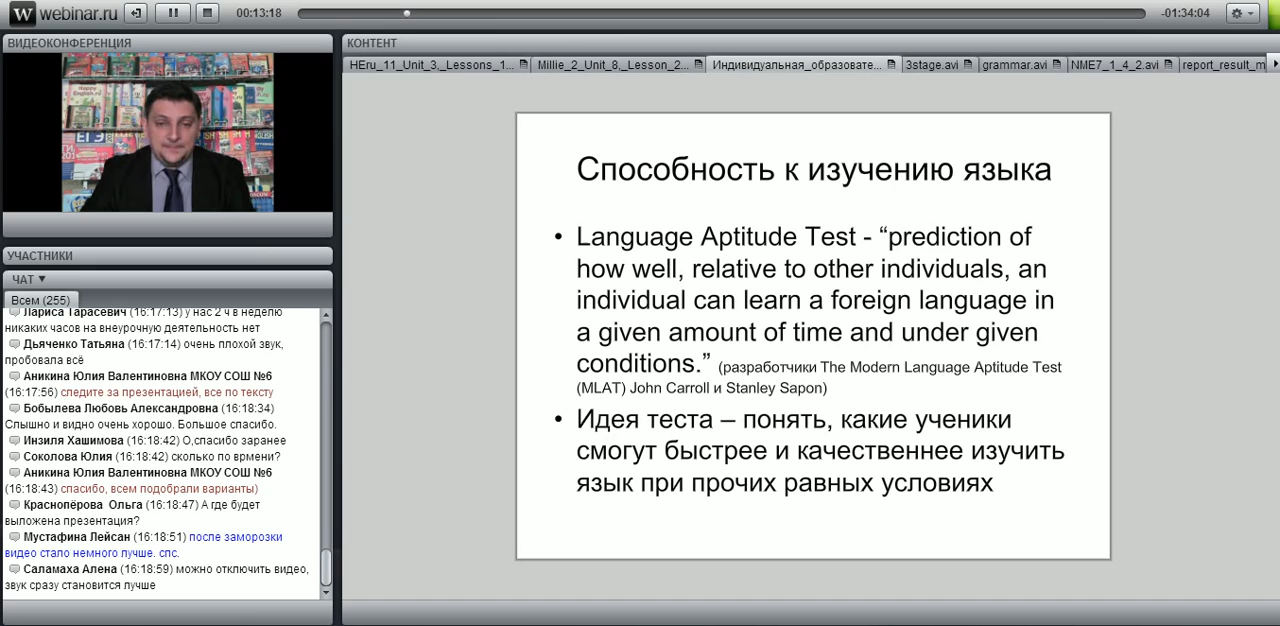 W webinar.ru
00:13:18
-01:34:04
ВИДЕОКОНФЕРЕНЦИЯ
УЧАСТНИКИ
ЧАТ ▼
Всем (255)
Лариса Тарасевич (16:17:13) у нас 2 ч в неделю
никаких часов на внеурочную деятельность нет
Дьяченко Татьяна (16:17:14) очень плохой звук,
пробовала всё
Аникина Юлия Валентиновна МКОУ СОШ №6
(16:17:56) следите за презентацией, все по тексту
Бобылева Любовь Александровна (16:18:34)
Слышно и видно очень хорошо. Большое спасибо.
Инзиля Хашимова (16:18:42) О,спасибо заранее
Соколова Юлия (16:18:42) сколько по врмени?
Аникина Юлия Валентиновна МКОУ СОШ №6
(16:18:43) спасибо, всем подобрали варианты)
Краснопёрова Ольга (16:18:47) А где будет
выложена презентация?
Мустафина Лейсан (16:18:51) после заморозки
видео стало немного лучше. спс.
Саламаха Алена (16:18:59) можно отключить видео,
звук сразу становится лучше
КОНТЕНТ
HEru_11_Unit_3,_Lessons_1... Millie_2_Unit_8,_Lesson_2... Индивидуальная_образовате... 3stage.avi grammar.avi NME7_1_4_2.avi report_result_m
Способность к изучению языка
• Language Aptitude Test - “prediction of
how well, relative to other individuals, an
individual can learn a foreign language in
a given amount of time and under given
conditions.” (разработчики The Modern Language Aptitude Test
(MLAT) John Carroll и Stanley Sapon)
• Идея теста – понять, какие ученики
смогут быстрее и качественнее изучить
язык при прочих равных условиях